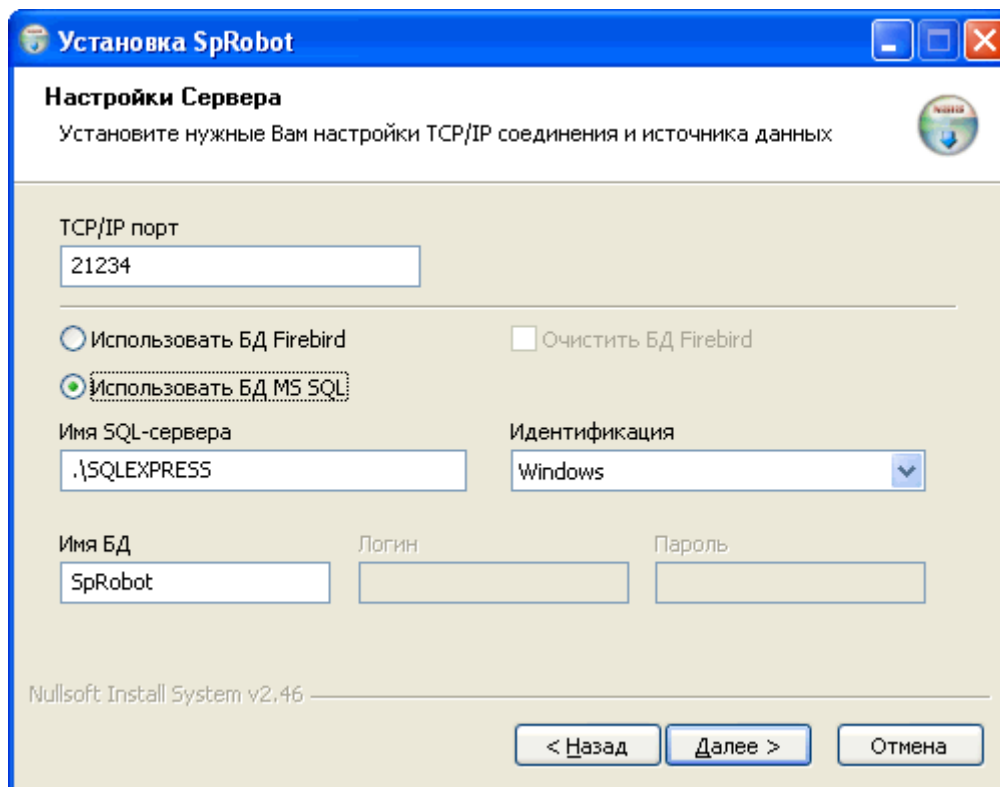 Установка SpRobot
Настройки Сервера
Установите нужные Вам настройки TCP/IP соединения и источника данных
TCP/IP порт
21234
Использовать БД Firebird
Очистить БД Firebird
Использовать БД MS SQL
Имя SQL-сервера
Идентификация
.\SQLEXPRESS
Windows
Имя БД
Логин
Пароль
SpRobot
Nullsoft Install System v2.46
< Назад
Далее >
Отмена